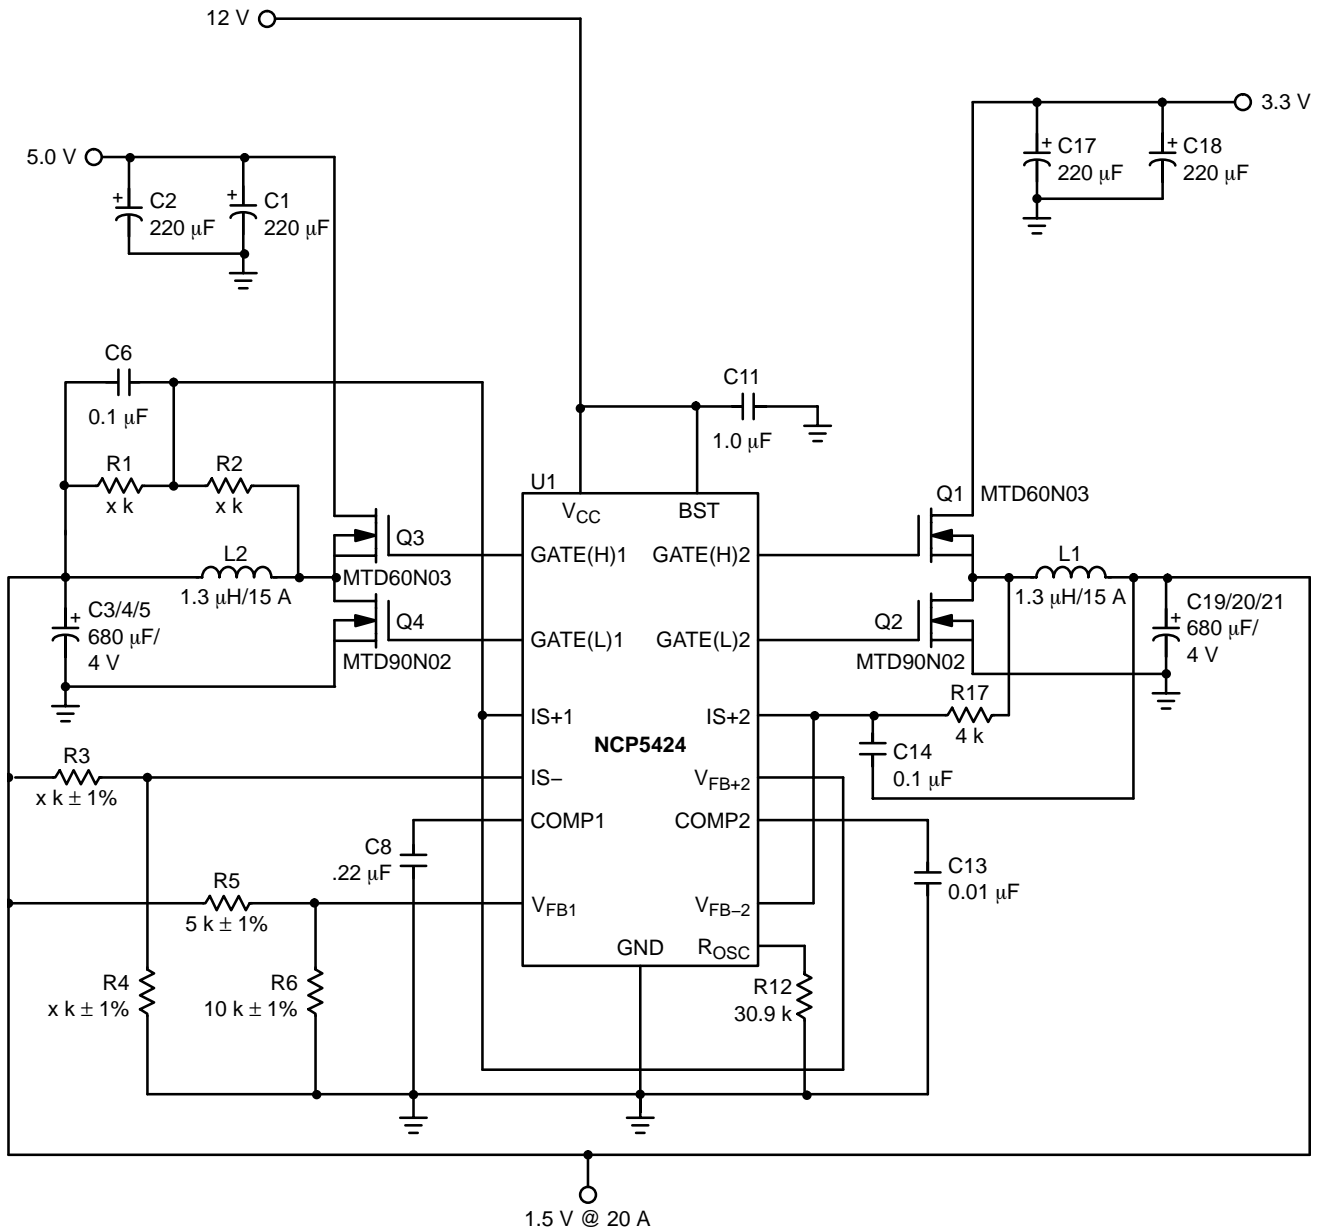 12 V
3.3 V
5.0 V
+ C17
220 μF
+ C18
220 μF
+ C2
220 μF
+ C1
220 μF
C6
0.1 μF
C11
1.0 μF
R1
x k
R2
x k
U1
V_CC
BST
Q1 MTD60N03
Q3
MTD60N03
GATE(H)1
GATE(H)2
L2
1.3 μH/15 A
L1
1.3 μH/15 A
+ C3/4/5
680 μF/
4 V
Q4
MTD90N02
GATE(L)1
GATE(L)2
Q2
MTD90N02
+ C19/20/21
680 μF/
4 V
IS+1
IS+2
R17
4 k
NCP5424
C14
0.1 μF
R3
x k ± 1%
IS–
V_FB+2
COMP1
COMP2
C8
.22 μF
C13
0.01 μF
R5
5 k ± 1%
V_FB1
V_FB–2
GND
R_OSC
R4
x k ± 1%
R6
10 k ± 1%
R12
30.9 k
1.5 V @ 20 A